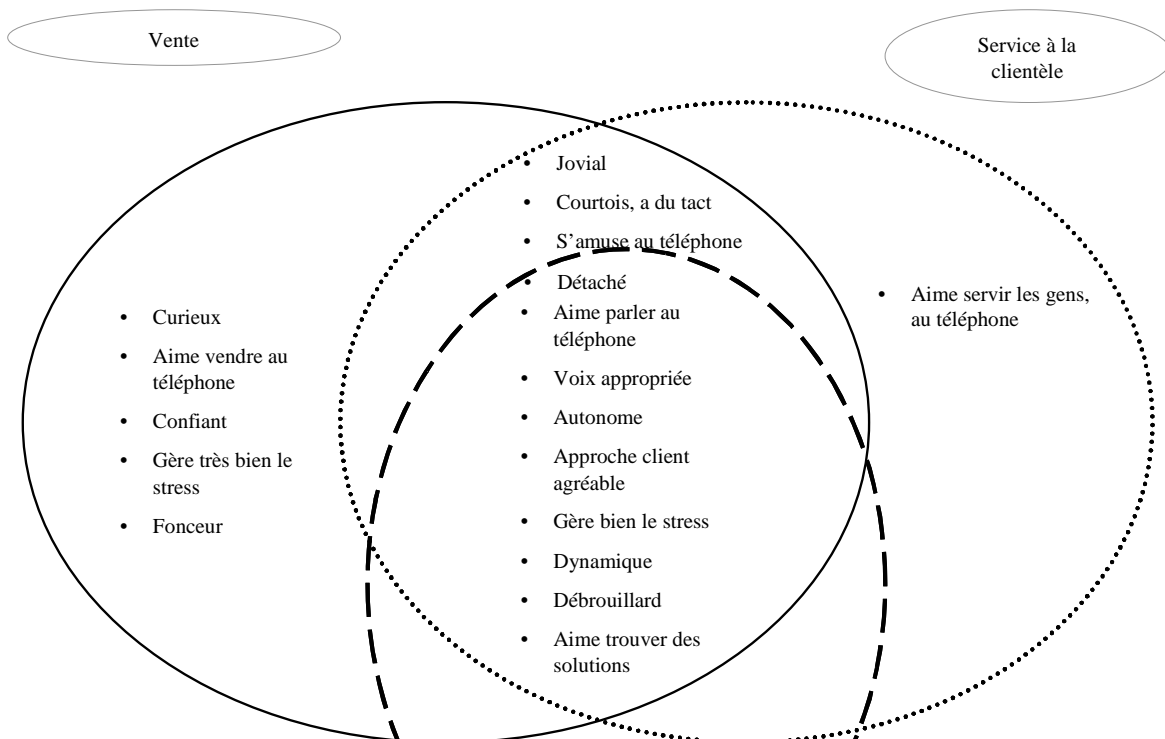 Vente
Service à la
clientèle
• Jovial
• Courtois, a du tact
• S’amuse au téléphone
• Détaché
• Aime parler au
téléphone
• Voix appropriée
• Autonome
• Approche client
agréable
• Gère bien le stress
• Dynamique
• Débrouillard
• Aime trouver des
solutions
• Curieux
• Aime vendre au
téléphone
• Confiant
• Gère très bien le
stress
• Fonceur
• Aime servir les gens,
au téléphone